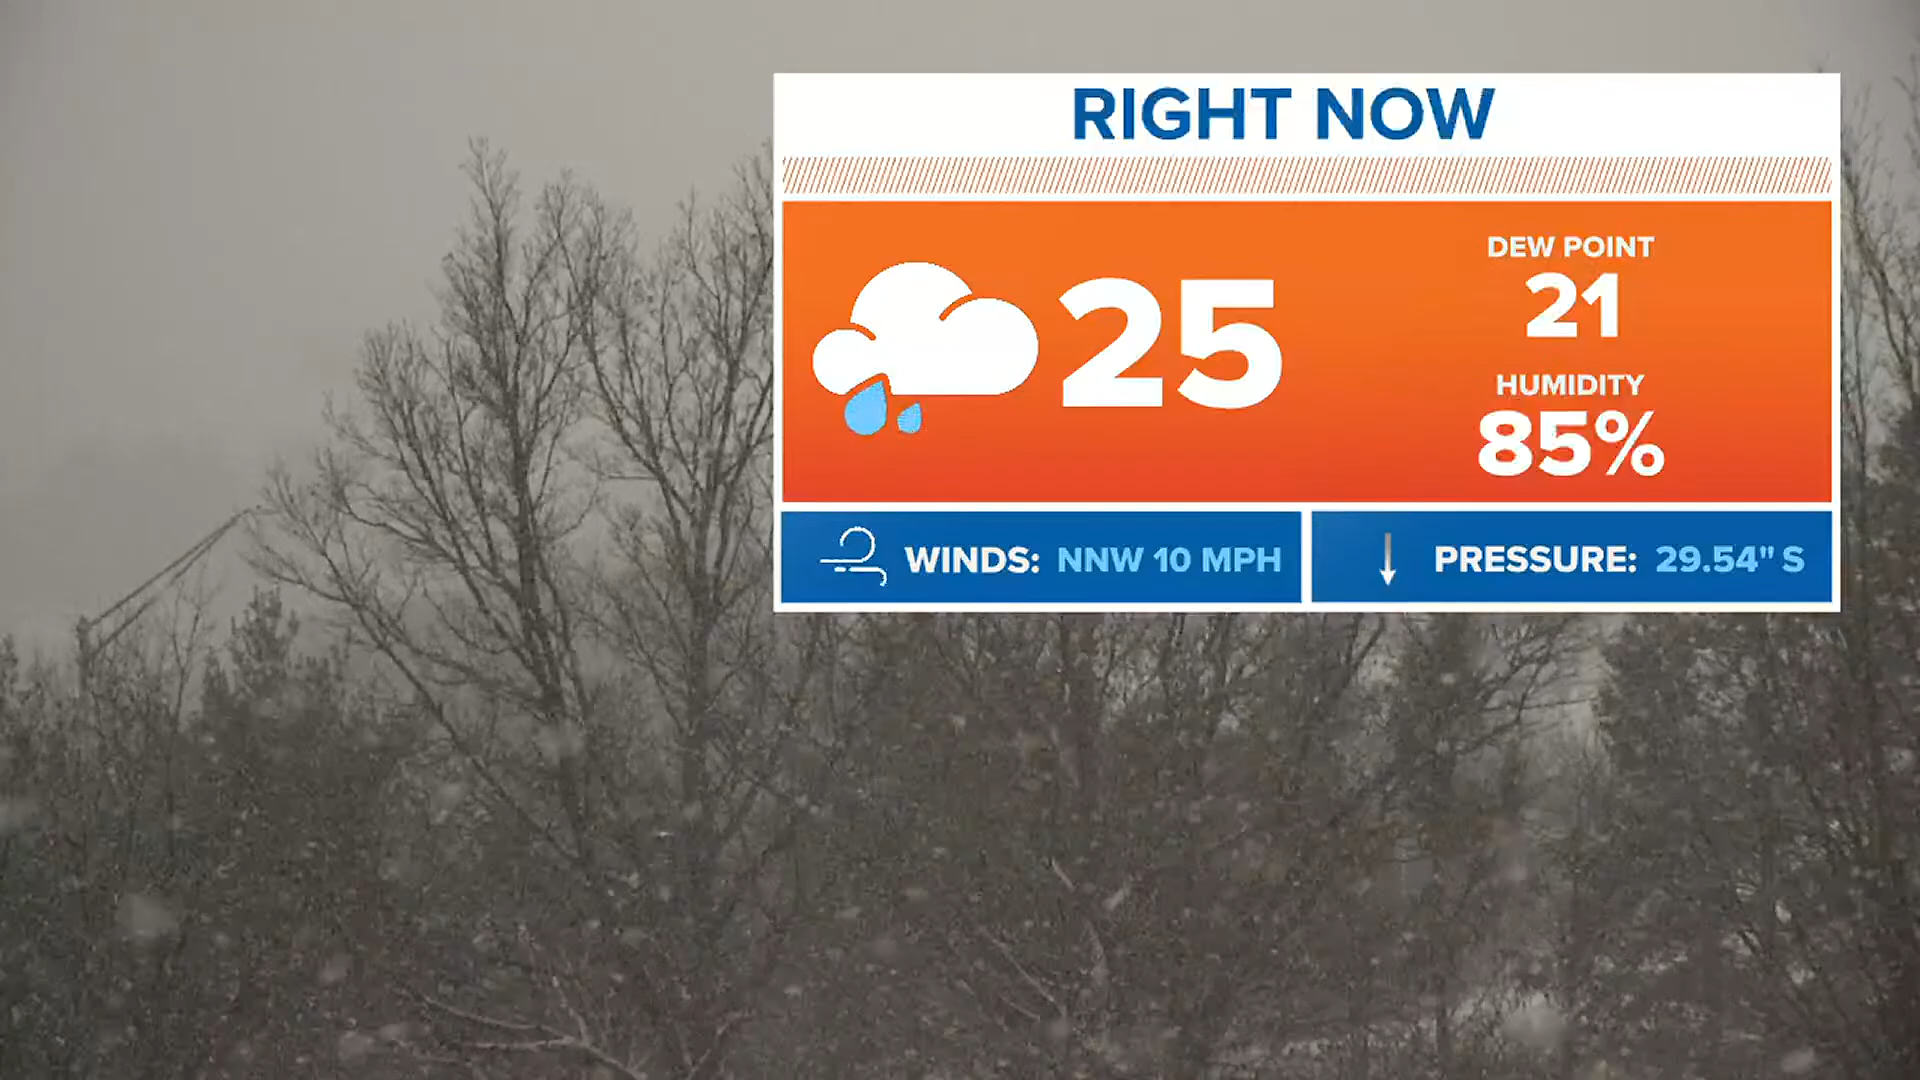 RIGHT NOW
25
DEW POINT
21
HUMIDITY
85%
WINDS: NNW 10 MPH
PRESSURE: 29.54" S